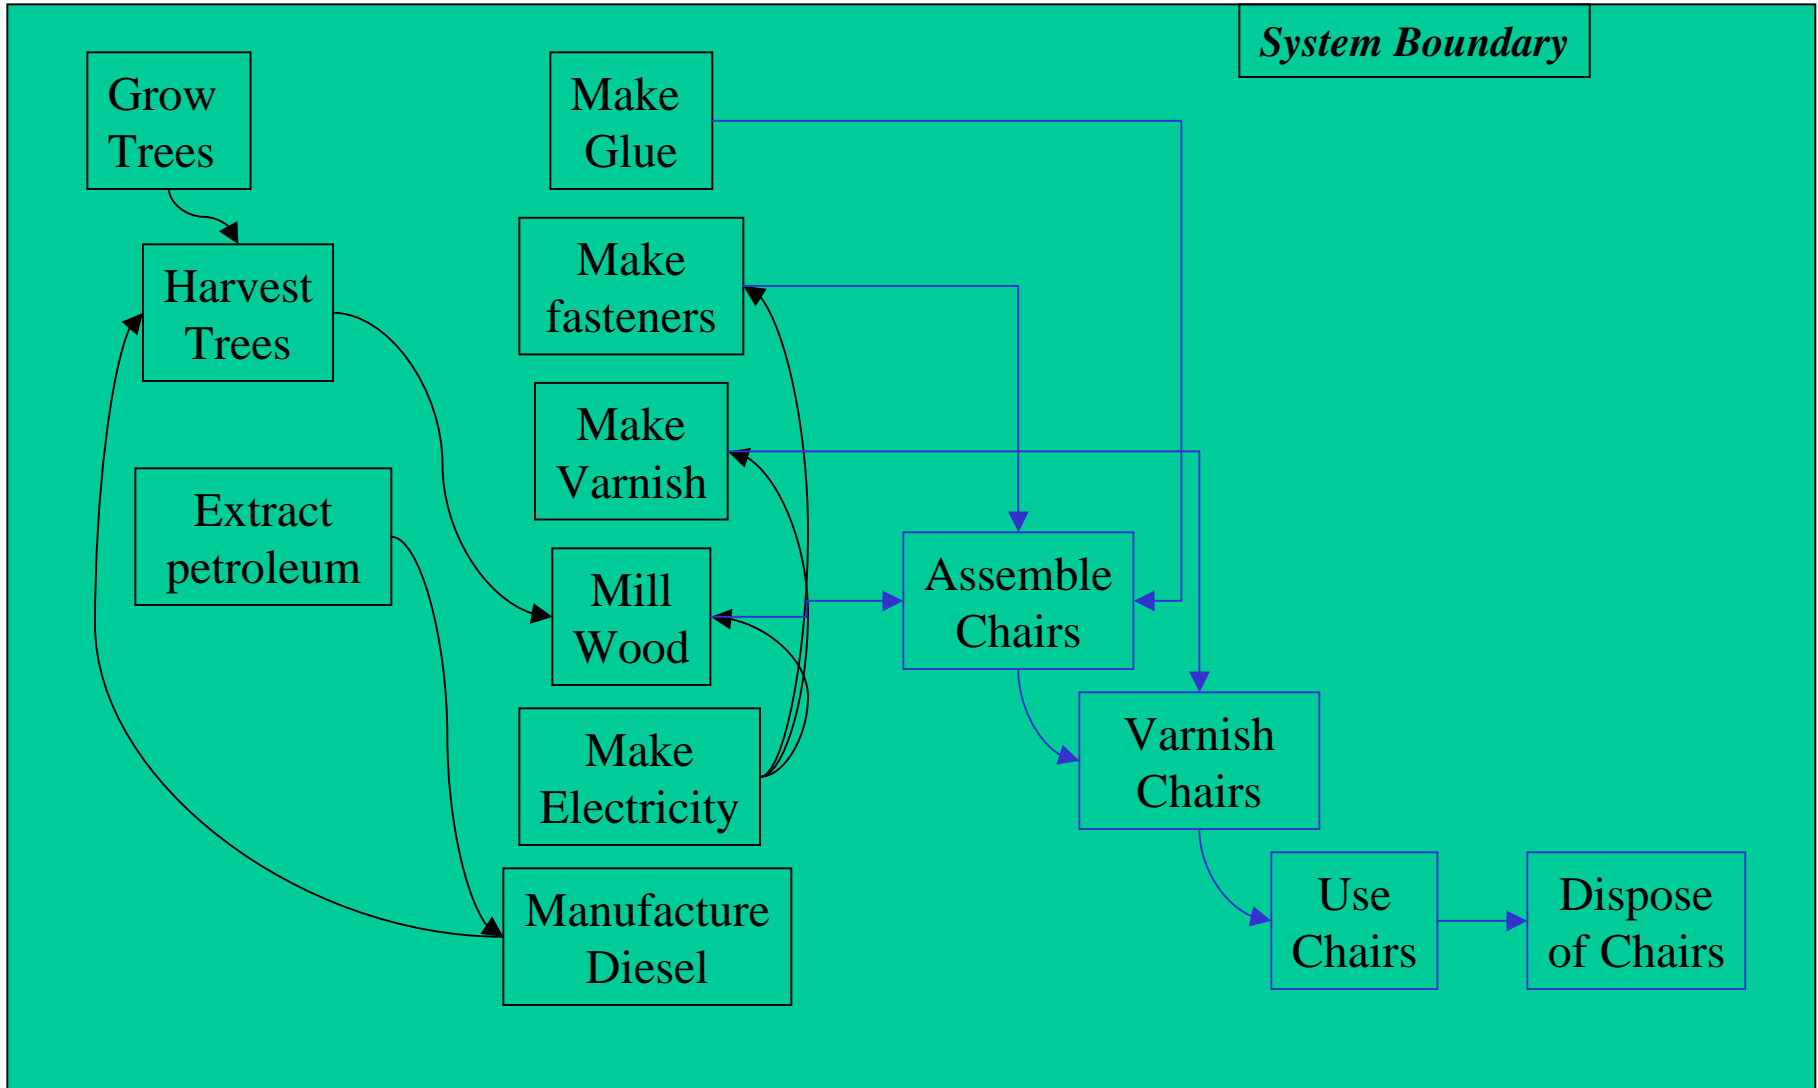 System Boundary
Grow
Trees
Make
Glue
Make
fasteners
Harvest
Trees
Make
Varnish
Extract
petroleum
Mill
Wood
Assemble
Chairs
Make
Electricity
Varnish
Chairs
Manufacture
Diesel
Use
Chairs
Dispose
of Chairs